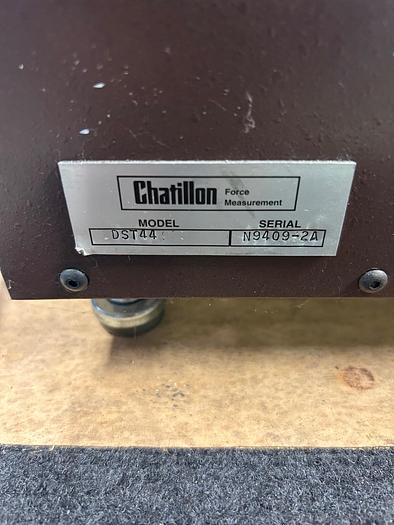 Chatillon Force
Measurement
MODEL SERIAL
DST44 N9409-2A